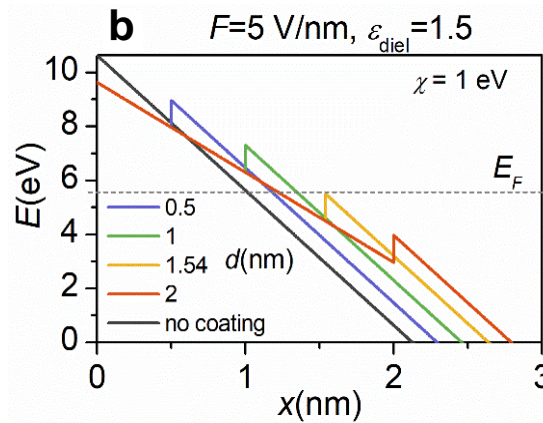 b F=5 V/nm, ε_diel=1.5
χ = 1 eV
E(eV)
10
8
6
4
2
0
E_F
0.5
1
1.54
2
no coating
d(nm)
0 1 2 3
x(nm)